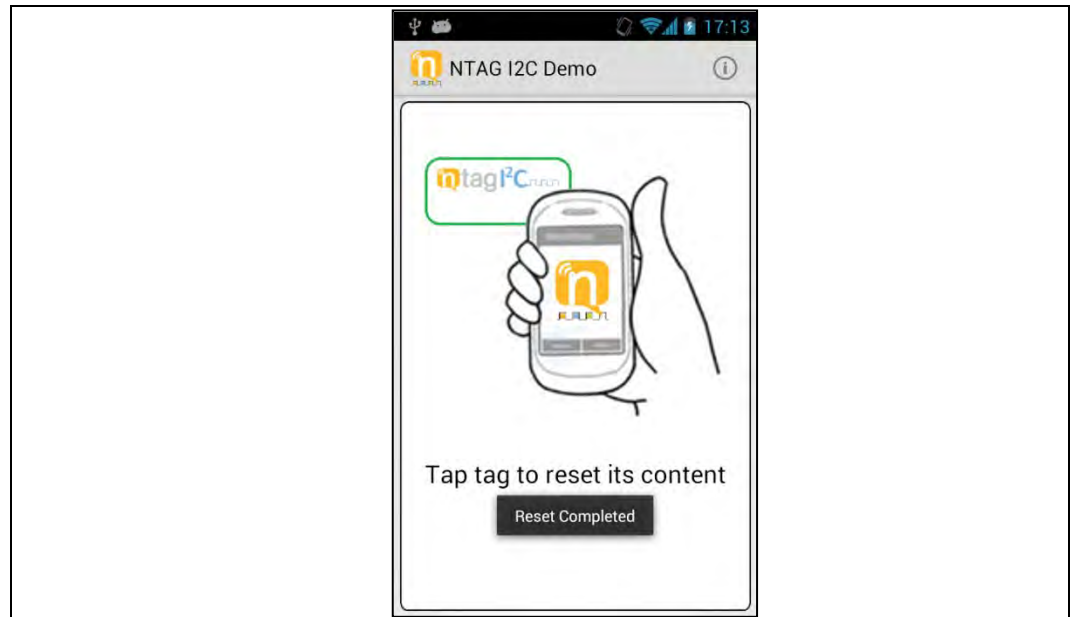 17:13
NTAG I2C Demo
ntag I²C
Tap tag to reset its content
Reset Completed